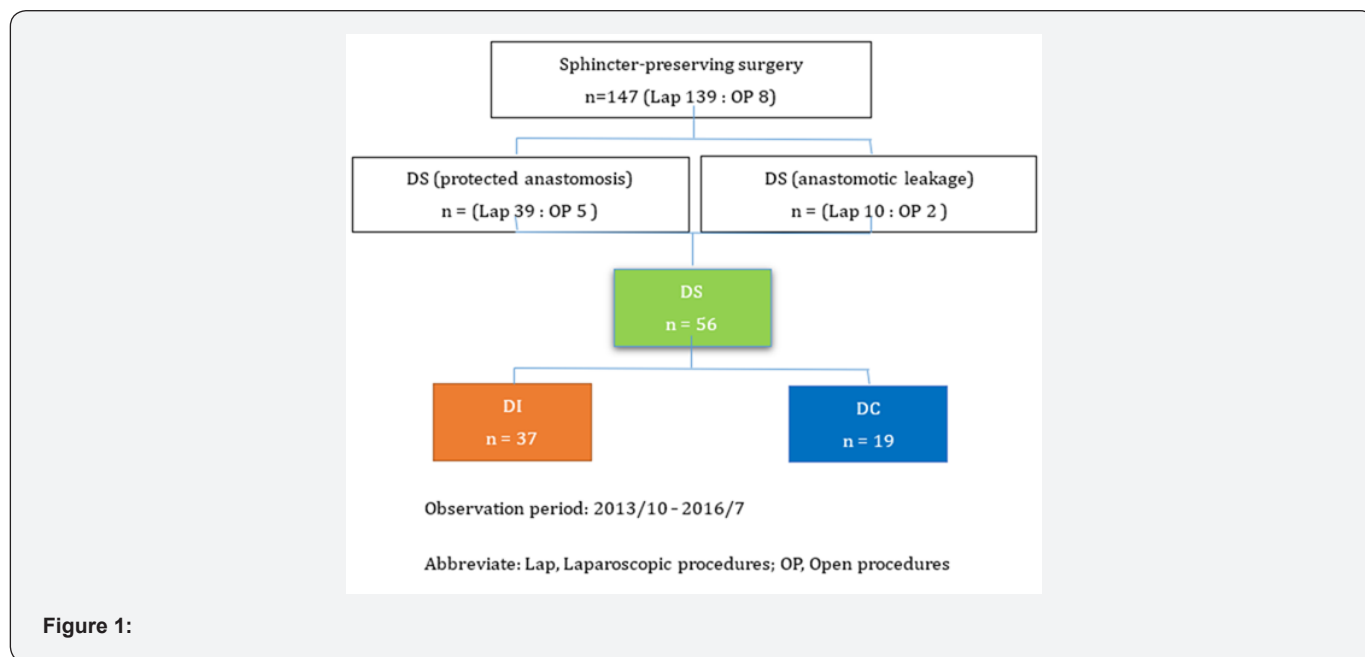 Sphincter-preserving surgery
n=147 (Lap 139 : OP 8)
DS (protected anastomosis)
n = (Lap 39 : OP 5 )
DS (anastomotic leakage)
n = (Lap 10 : OP 2 )
DS
n = 56
DI
n = 37
DC
n = 19
Observation period: 2013/10 – 2016/7
Abbreviate: Lap, Laparoscopic procedures; OP, Open procedures
Figure 1: